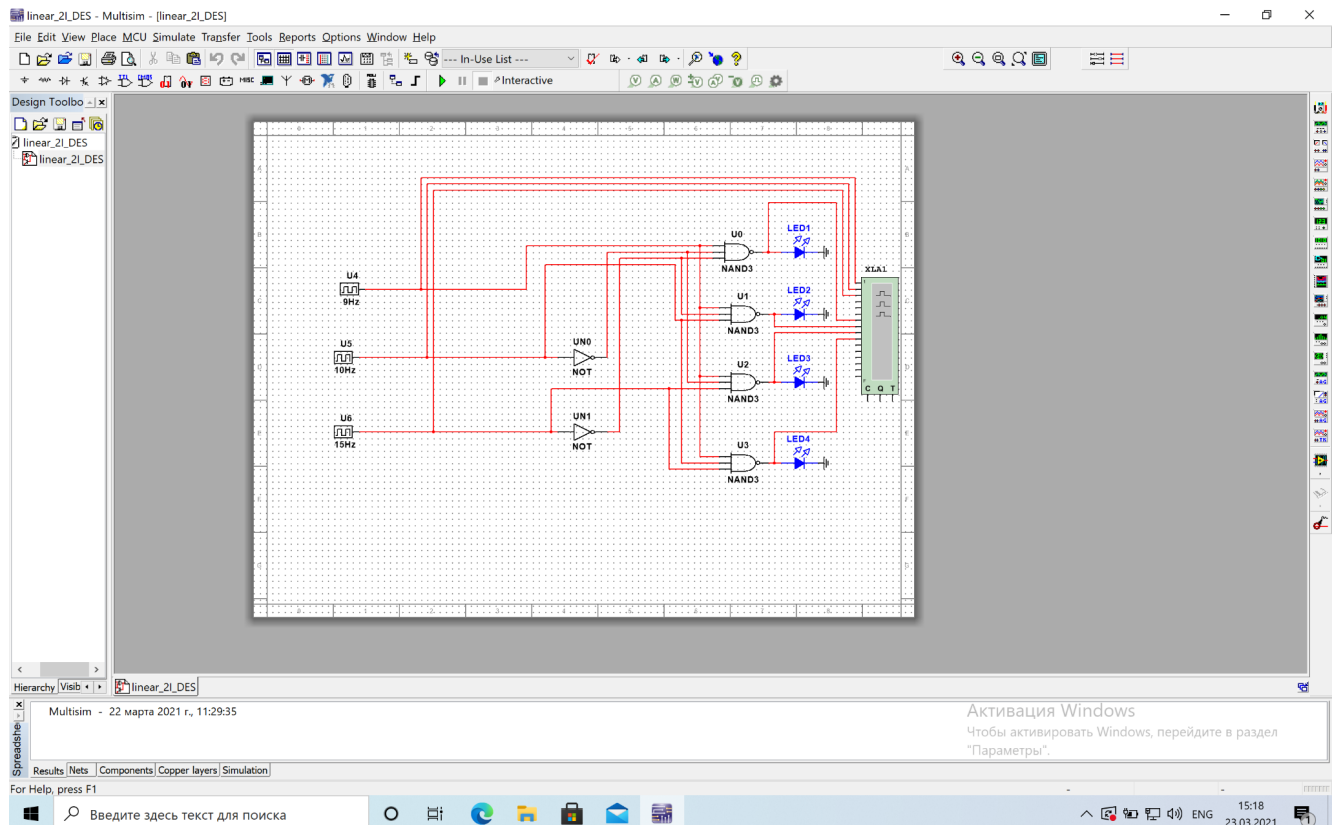 linear_2I_DES - Multisim - [linear_2I_DES]
File Edit View Place MCU Simulate Transfer Tools Reports Options Window Help
--- In-Use List ---
Interactive
Design Toolbo
linear_2I_DES
linear_2I_DES
U4
9Hz
U5
10Hz
U6
15Hz
UN0
NOT
UN1
NOT
U0
NAND3
U1
NAND3
U2
NAND3
U3
NAND3
LED1
LED2
LED3
LED4
XLA1
C Q T
Hierarchy Visib
linear_2I_DES
Multisim - 22 марта 2021 г., 11:29:35
Активация Windows
Чтобы активировать Windows, перейдите в раздел
"Параметры".
Spreadshe
Results Nets Components Copper layers Simulation
For Help, press F1
Введите здесь текст для поиска
ENG
15:18
23.03.2021